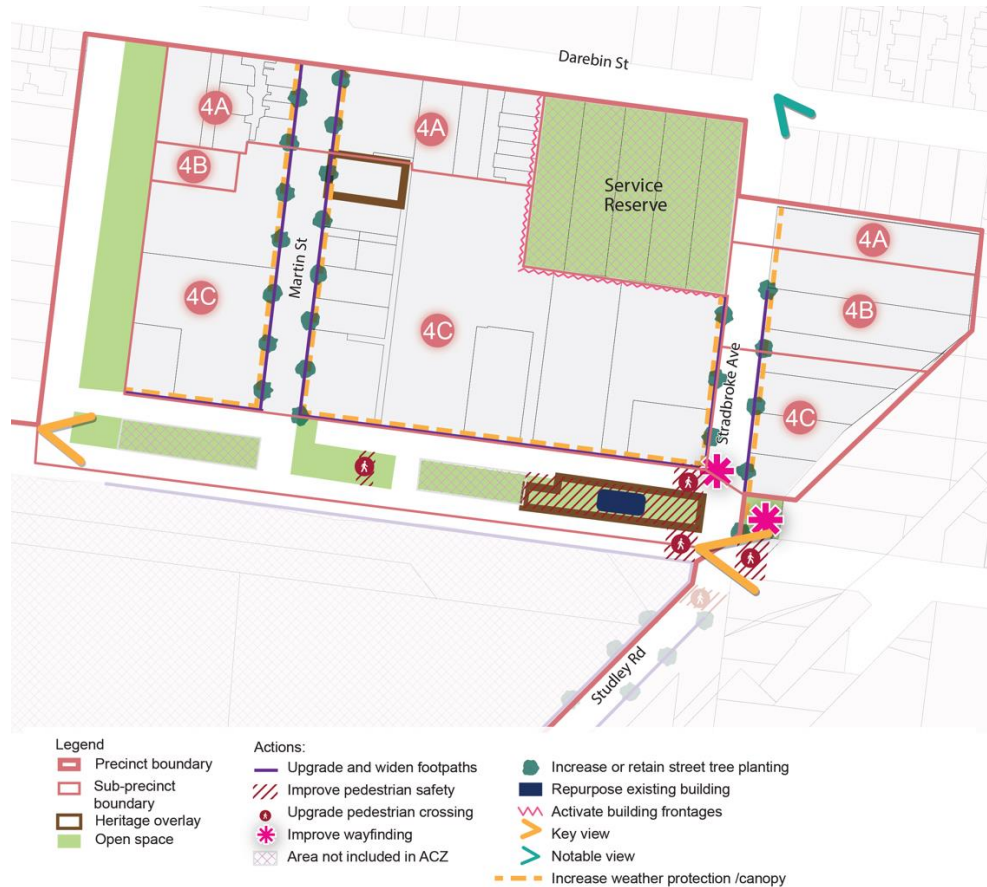 Darebin St
4A
4A
4B
Service
Reserve
Martin St
4A
4C
4B
4C
Stradbroke Ave
4C
Studley Rd
Legend
Precinct boundary
Sub-precinct
boundary
Heritage overlay
Open space
Actions:
Upgrade and widen footpaths
Improve pedestrian safety
Upgrade pedestrian crossing
Improve wayfinding
Area not included in ACZ
Increase or retain street tree planting
Repurpose existing building
Activate building frontages
Key view
Notable view
Increase weather protection /canopy